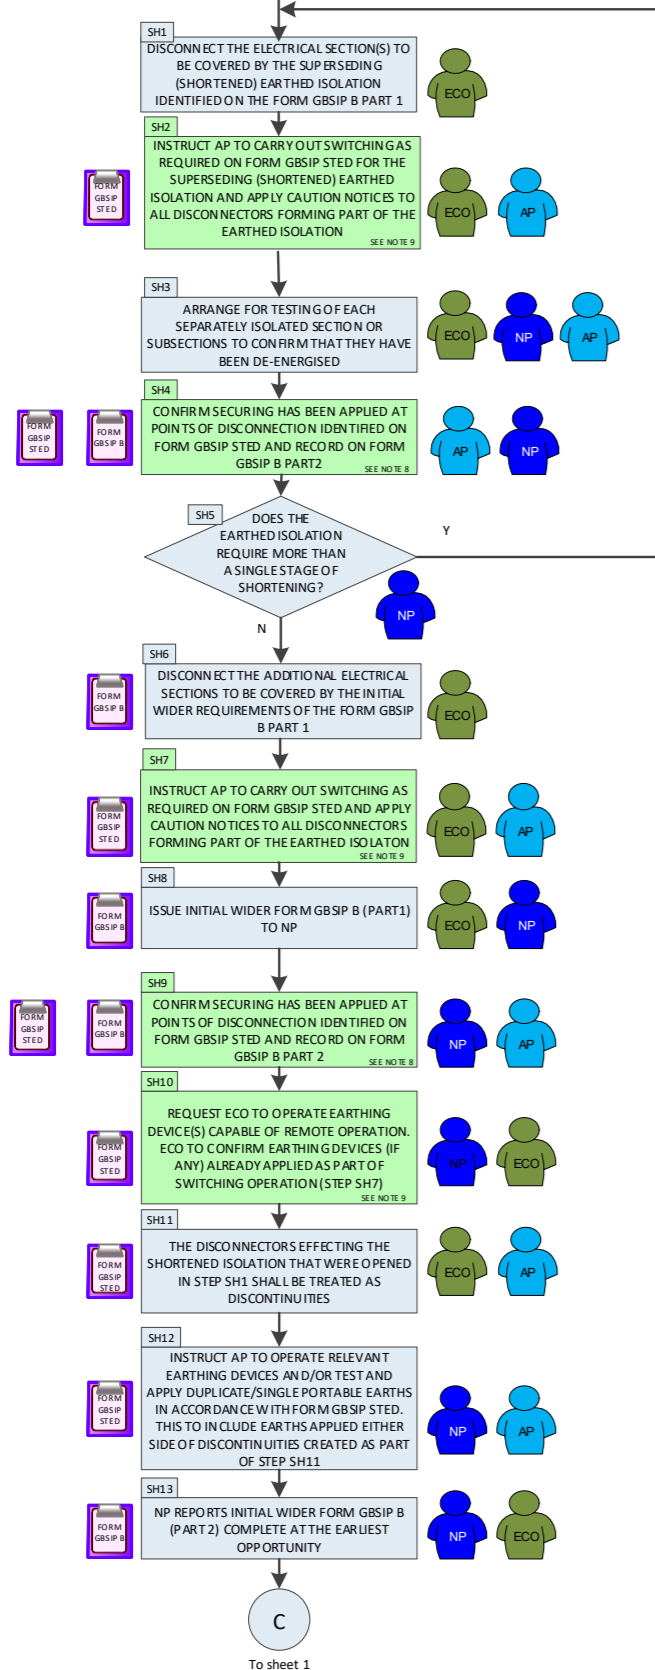 SH1
DISCONNECT THE ELECTRICAL SECTION(S) TO
BE COVERED BY THE SUPERSEDING
(SHORTENED) EARTHED ISOLATION
IDENTIFIED ON THE FORM GBSIP B PART 1
ECO
SH2
INSTRUCT AP TO CARRY OUT SWITCHING AS
REQUIRED ON FORM GBSIP STED FOR THE
SUPERSEDING (SHORTENED) EARTHED
ISOLATION AND APPLY CAUTION NOTICES TO
ALL DISCONNECTORS FORMING PART OF THE
EARTHED ISOLATION
SEE NOTE 9
FORM
GBSIP
STED
ECO
AP
SH3
ARRANGE FOR TESTING OF EACH
SEPARATELY ISOLATED SECTION OR
SUBSECTIONS TO CONFIRM THAT THEY HAVE
BEEN DE-ENERGISED
ECO
NP
AP
SH4
CONFIRM SECURING HAS BEEN APPLIED AT
POINTS OF DISCONNECTION IDENTIFIED ON
FORM GBSIP STED AND RECORD ON FORM
GBSIP B PART2
SEE NOTE 8
FORM
GBSIP
STED
FORM
GBSIP B
AP
NP
SH5
DOES THE
EARTHED ISOLATION
REQUIRE MORE THAN
A SINGLE STAGE OF
SHORTENING?
Y
NP
N
SH6
DISCONNECT THE ADDITIONAL ELECTRICAL
SECTIONS TO BE COVERED BY THE INITIAL
WIDER REQUIREMENTS OF THE FORM GBSIP
B PART 1
FORM
GBSIP B
ECO
SH7
INSTRUCT AP TO CARRY OUT SWITCHING AS
REQUIRED ON FORM GBSIP STED AND APPLY
CAUTION NOTICES TO ALL DISCONNECTORS
FORMING PART OF THE EARTHED ISOLATON
SEE NOTE 9
FORM
GBSIP
STED
ECO
AP
SH8
ISSUE INITIAL WIDER FORM GBSIP B (PART1)
TO NP
FORM
GBSIP B
ECO
NP
SH9
CONFIRM SECURING HAS BEEN APPLIED AT
POINTS OF DISCONNECTION IDENTIFIED ON
FORM GBSIP STED AND RECORD ON FORM
GBSIP B PART 2
SEE NOTE 8
FORM
GBSIP
STED
FORM
GBSIP B
NP
AP
SH10
REQUEST ECO TO OPERATE EARTHING
DEVICE(S) CAPABLE OF REMOTE OPERATION.
ECO TO CONFIRM EARTHING DEVICES (IF
ANY) ALREADY APPLIED AS PART OF
SWITCHING OPERATION (STEP SH7)
SEE NOTE 9
FORM
GBSIP
STED
NP
ECO
SH11
THE DISCONNECTORS EFFECTING THE
SHORTENED ISOLATION THAT WERE OPENED
IN STEP SH1 SHALL BE TREATED AS
DISCONTINUITIES
FORM
GBSIP
STED
ECO
AP
SH12
INSTRUCT AP TO OPERATE RELEVANT
EARTHING DEVICES AND/OR TEST AND
APPLY DUPLICATE/SINGLE PORTABLE EARTHS
IN ACCORDANCE WITH FORM GBSIP STED.
THIS TO INCLUDE EARTHS APPLIED EITHER
SIDE OF DISCONTINUITIES CREATED AS PART
OF STEP SH11
FORM
GBSIP
STED
NP
AP
SH13
NP REPORTS INITIAL WIDER FORM GBSIP B
(PART 2) COMPLETE AT THE EARLIEST
OPPORTUNITY
FORM
GBSIP B
NP
ECO
C
To sheet 1